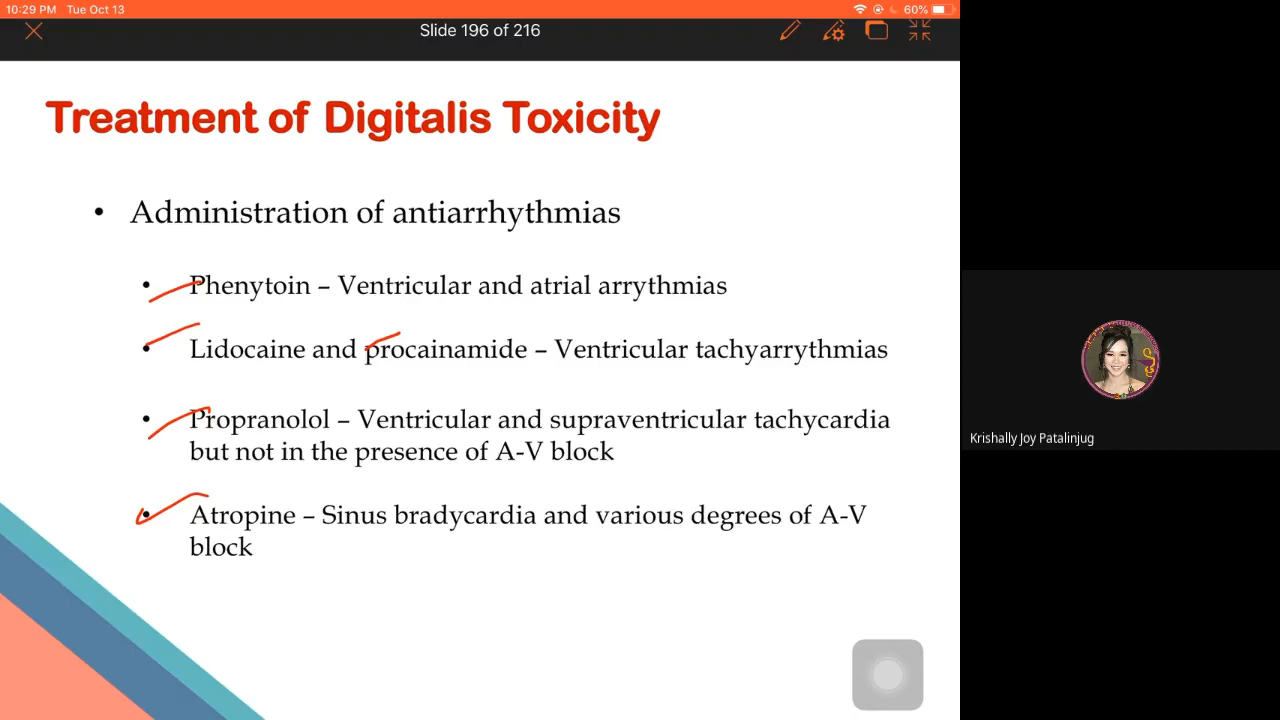 10:29 PM Tue Oct 13
60%
Slide 196 of 216
Treatment of Digitalis Toxicity
• Administration of antiarrhythmias
• Phenytoin – Ventricular and atrial arrythmias
• Lidocaine and procainamide – Ventricular tachyarrythmias
• Propranolol – Ventricular and supraventricular tachycardia
but not in the presence of A-V block
• Atropine – Sinus bradycardia and various degrees of A-V
block
Krishally Joy Patalinjug